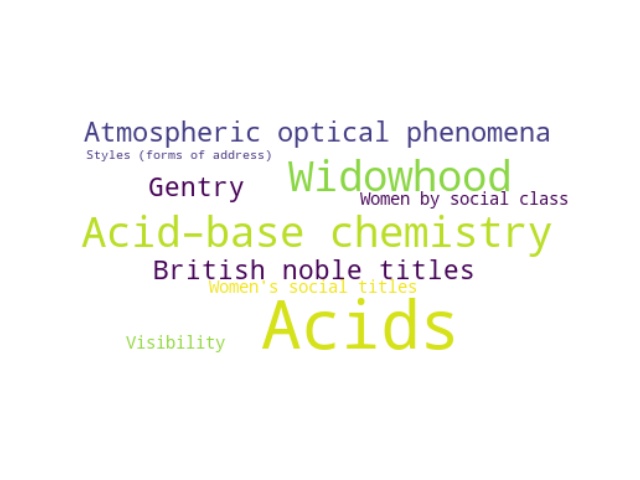 Atmospheric optical phenomena
Styles (forms of address)
Widowhood
Gentry
Women by social class
Acid–base chemistry
British noble titles
Women's social titles
Acids
Visibility